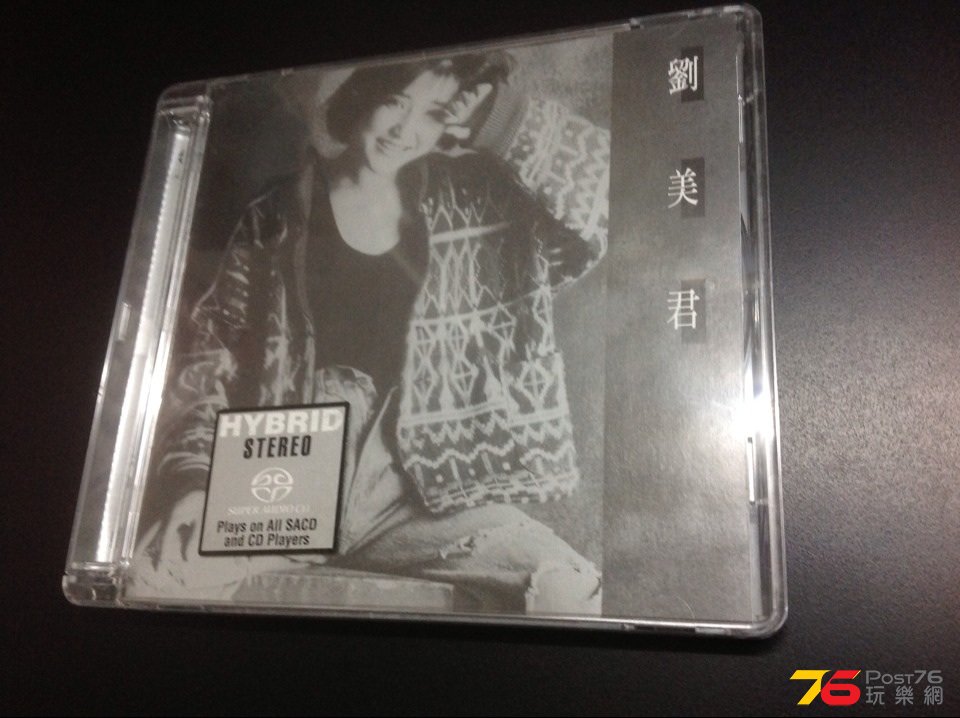 劉美君
HYBRID
STEREO
SUPER AUDIO CD
Plays on All SACD
and CD Players
76 POST76
玩樂網